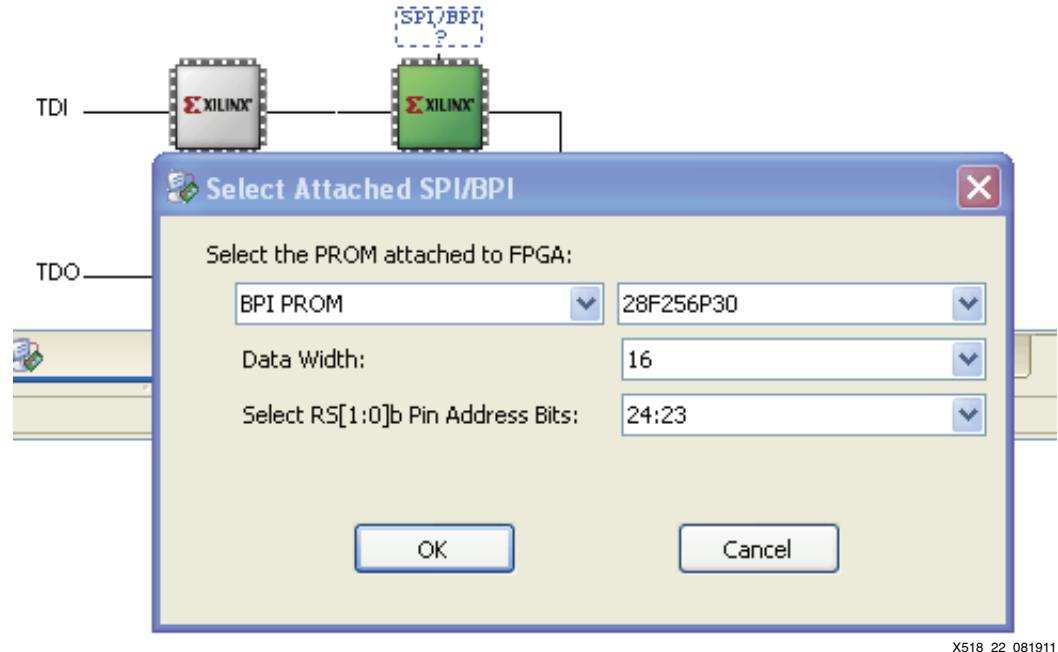 SPI/BPI
?
TDI
XILINX
XILINX
Select Attached SPI/BPI
TDO
Select the PROM attached to FPGA:
BPI PROM 28F256P30
Data Width: 16
Select RS[1:0]b Pin Address Bits: 24:23
OK Cancel
X518_22_081911